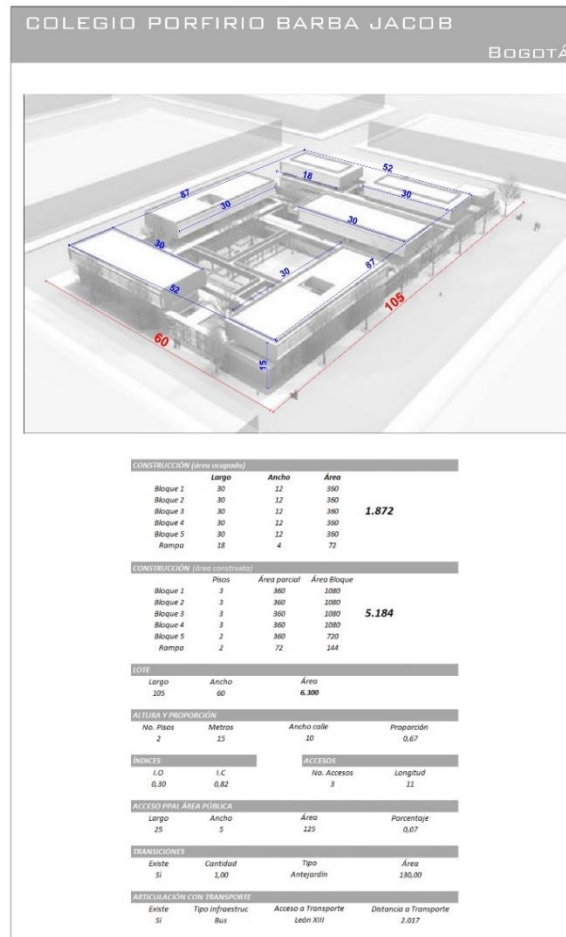 COLEGIO PORFIRIO BARBA JACOB
BOGOTÁ
52
18
87
30
30
30
30
30
87
52
105
60
15
CONSTRUCCIÓN (área ocupada)
Largo Ancho Área
Bloque 1 30 12 360
Bloque 2 30 12 360
Bloque 3 30 12 360 1.872
Bloque 4 30 12 360
Bloque 5 30 12 360
Rampa 18 4 72
CONSTRUCCIÓN (área construida)
Pisos Área parcial Área Bloque
Bloque 1 3 360 1080
Bloque 2 3 360 1080
Bloque 3 3 360 1080 5.184
Bloque 4 3 360 1080
Bloque 5 2 360 720
Rampa 2 72 144
LOTE
Largo Ancho Área
105 60 6.300
ALTURA Y PROPORCIÓN
No. Pisos Metros Ancho calle Proporción
2 15 10 0,67
ÍNDICES ACCESOS
I.O I.C No. Accesos Longitud
0,30 0,82 3 11
ACCESO PPAL ÁREA PÚBLICA
Largo Ancho Área Porcentaje
25 5 125 0,07
TRANSICIONES
Existe Cantidad Tipo Área
Si 1,00 Antejardín 130,00
ARTICULACIÓN CON TRANSPORTE
Existe Tipo Infraestruc Acceso a Transporte Distancia a Transporte
Si Bus León XIII 2.017